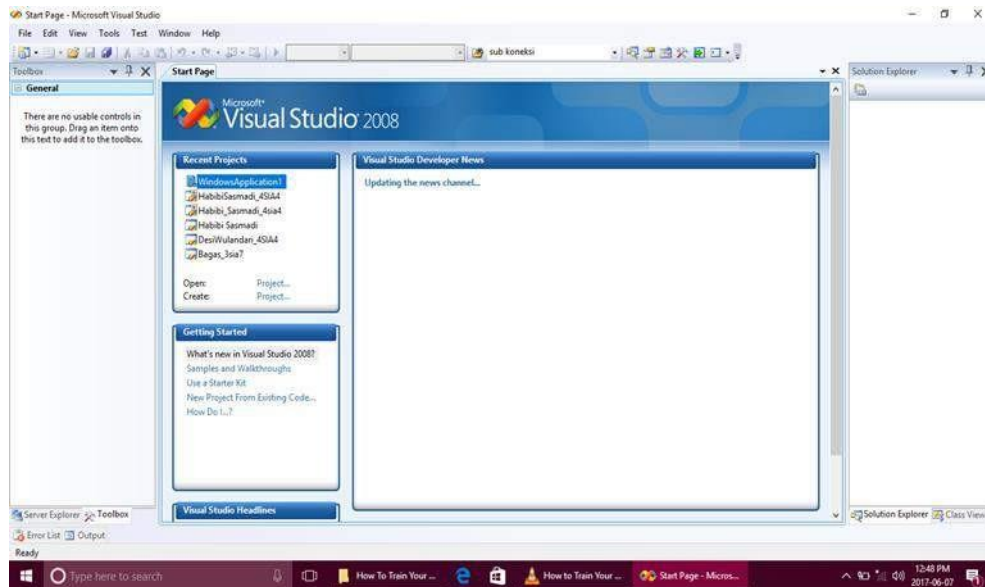 Start Page - Microsoft Visual Studio
File Edit View Tools Test Window Help
sub koneksi
Toolbox
Start Page
Solution Explorer
General
There are no usable controls in
this group. Drag an item onto
this text to add it to the toolbox.
Microsoft
Visual Studio 2008
Recent Projects
WindowsApplication1
HabibiSasmadi_4SIA4
Habibi_Sasmadi_4sia4
Habibi Sasmadi
DesiWulandari_4SIA4
Bagas_3sia7
Open: Project...
Create: Project...
Getting Started
What's new in Visual Studio 2008?
Samples and Walkthroughs
Use a Starter Kit
New Project From Existing Code...
How Do I...?
Visual Studio Headlines
Visual Studio Developer News
Updating the news channel...
Server Explorer Toolbox
Solution Explorer Class View
Error List Output
Ready
Type here to search
How To Train Your ...
How to Train Your ...
Start Page - Micros...
12:48 PM
2017-06-07